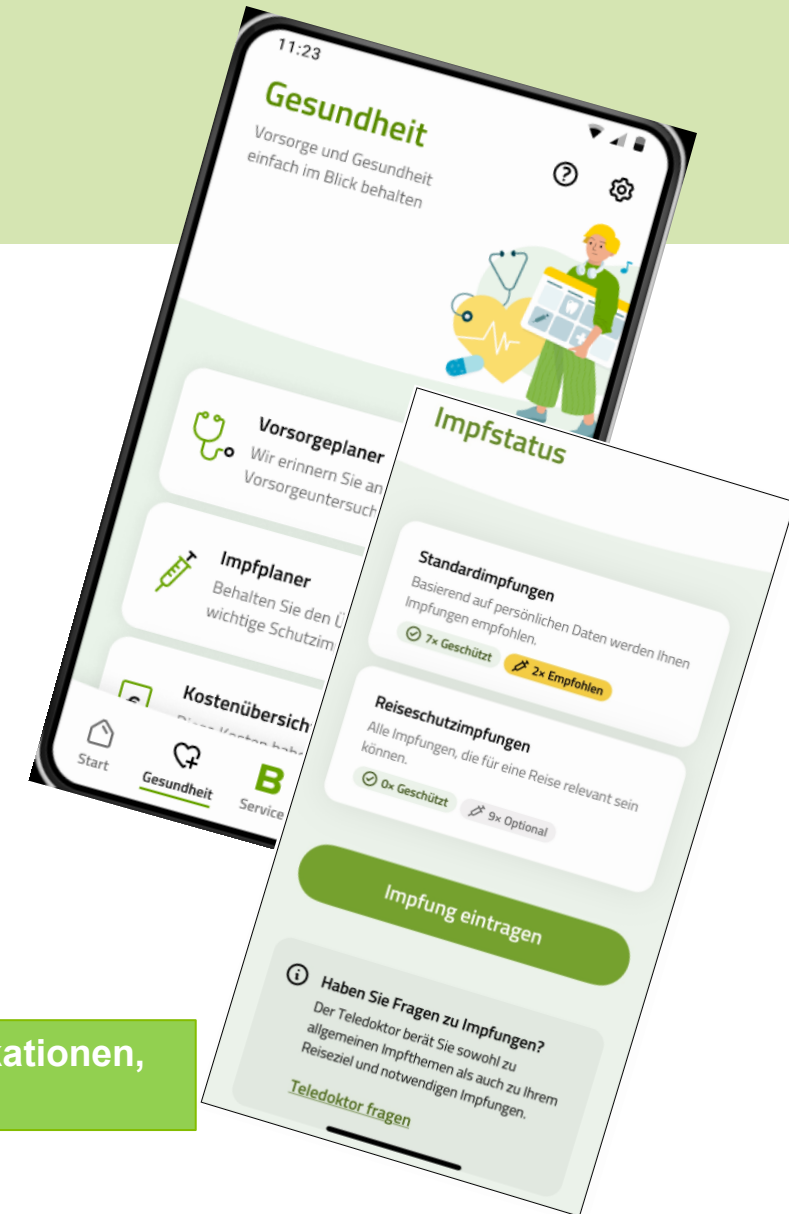 11:23
Gesundheit
Vorsorge und Gesundheit
einfach im Blick behalten
Vorsorgeplaner
Wir erinnern Sie an
Vorsorgeuntersuch
Impfplaner
Behalten Sie den Ü
wichtige Schutzim
Kostenübersich
Diese Kosten habe
Start
Gesundheit
B
Service
Impfstatus
Standardimpfungen
Basierend auf persönlichen Daten werden Ihnen
Impfungen empfohlen.
7x Geschützt
2x Empfohlen
Reiseschutzimpfungen
Alle Impfungen, die für eine Reise relevant sein
können.
0x Geschützt
9x Optional
Impfung eintragen
Haben Sie Fragen zu Impfungen?
Der Teledoktor berät Sie sowohl zu
allgemeinen Impfthemen als auch zu Ihrem
Reiseziel und notwendigen Impfungen.
Teledoktor fragen
ationen,